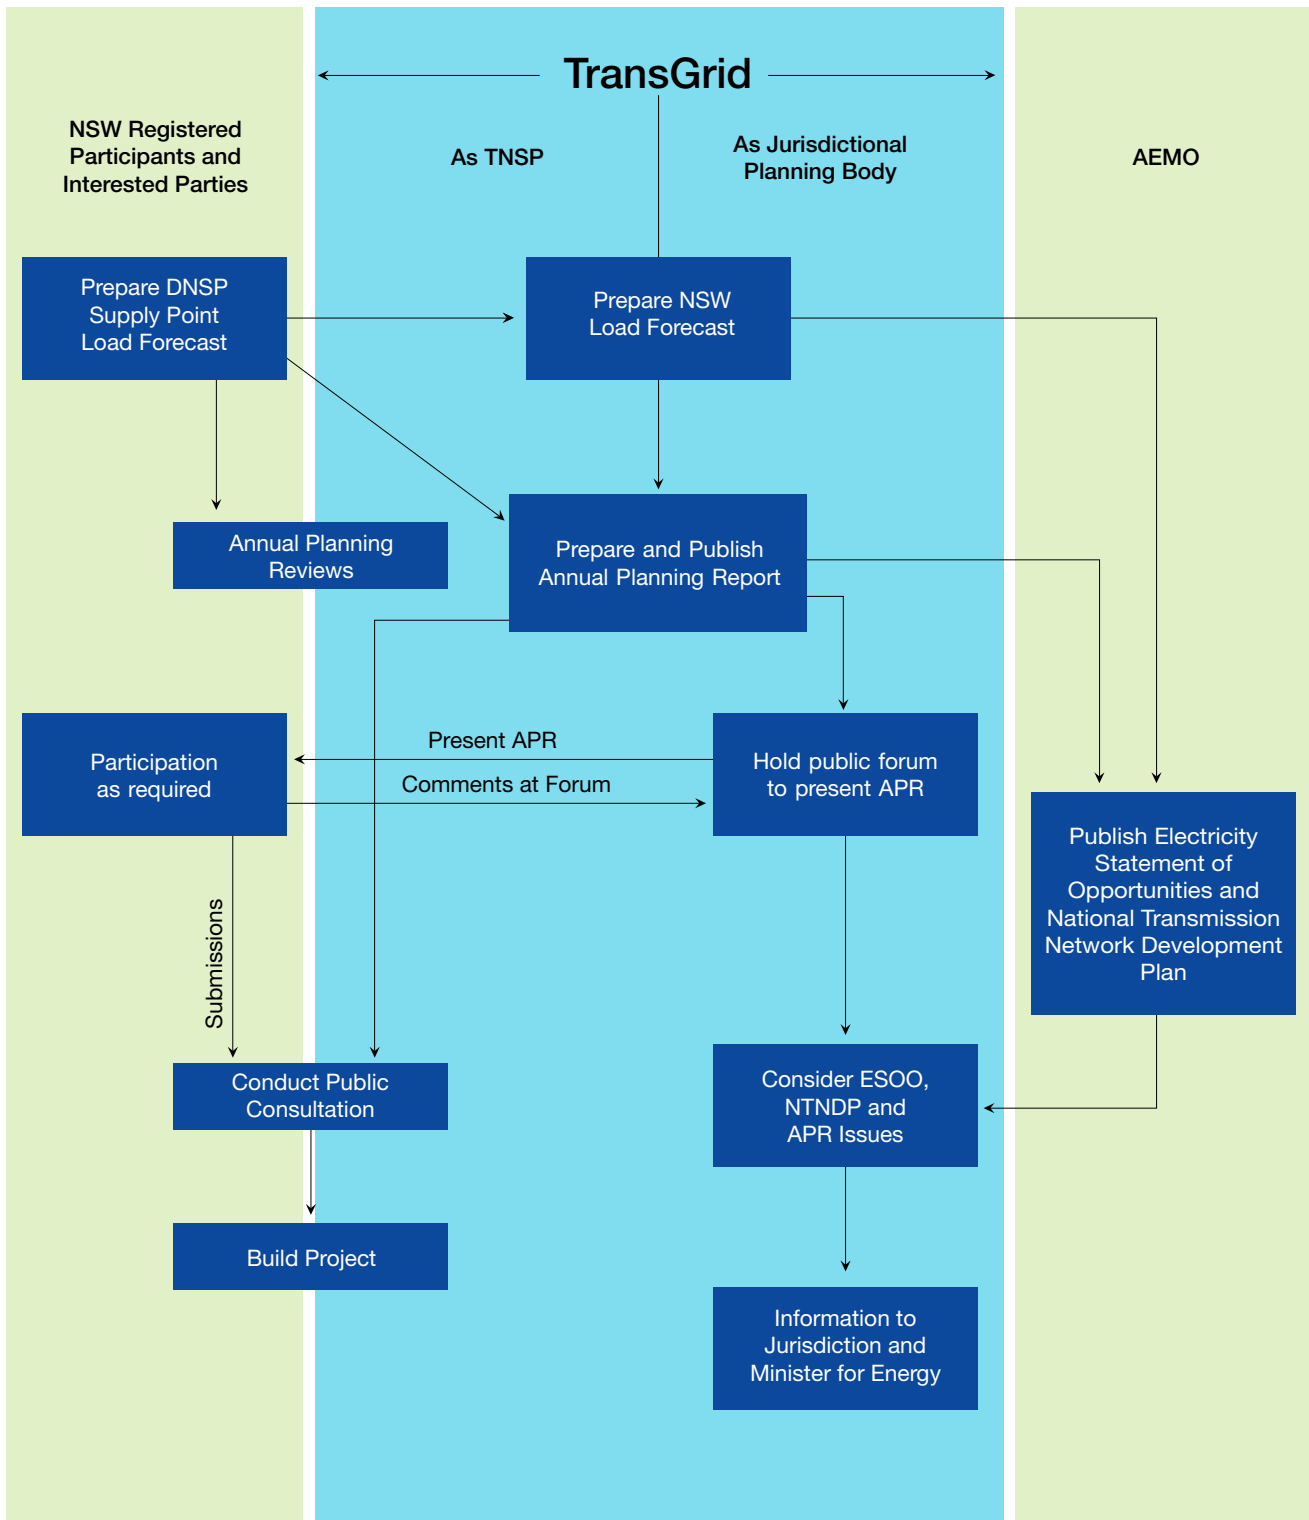 TransGrid
NSW Registered
Participants and
Interested Parties
As TNSP
As Jurisdictional
Planning Body
AEMO
Prepare DNSP
Supply Point
Load Forecast
Prepare NSW
Load Forecast
Annual Planning
Reviews
Prepare and Publish
Annual Planning Report
Participation
as required
Present APR
Comments at Forum
Hold public forum
to present APR
Publish Electricity
Statement of
Opportunities and
National Transmission
Network Development
Plan
Submissions
Conduct Public
Consultation
Consider ESOO,
NTNDP and
APR Issues
Build Project
Information to
Jurisdiction and
Minister for Energy